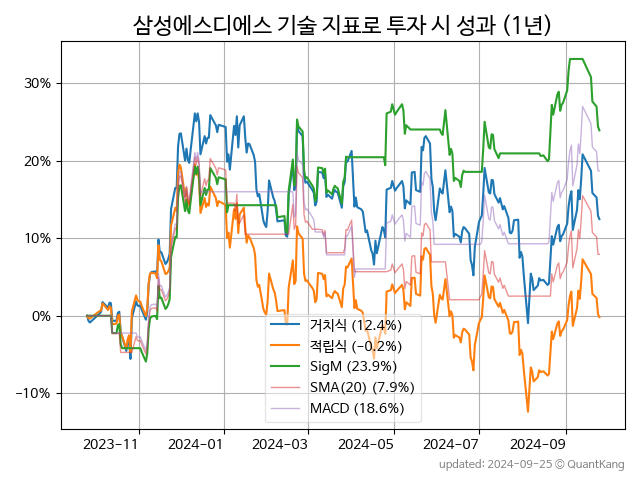 삼성에스디에스 기술 지표로 투자 시 성과 (1년)
30%
20%
10%
0%
−10%
거치식 (12.4%)
적립식 (-0.2%)
SigM (23.9%)
SMA(20) (7.9%)
MACD (18.6%)
2023-11
2024-01
2024-03
2024-05
2024-07
2024-09
updated: 2024-09-25 © QuantKang